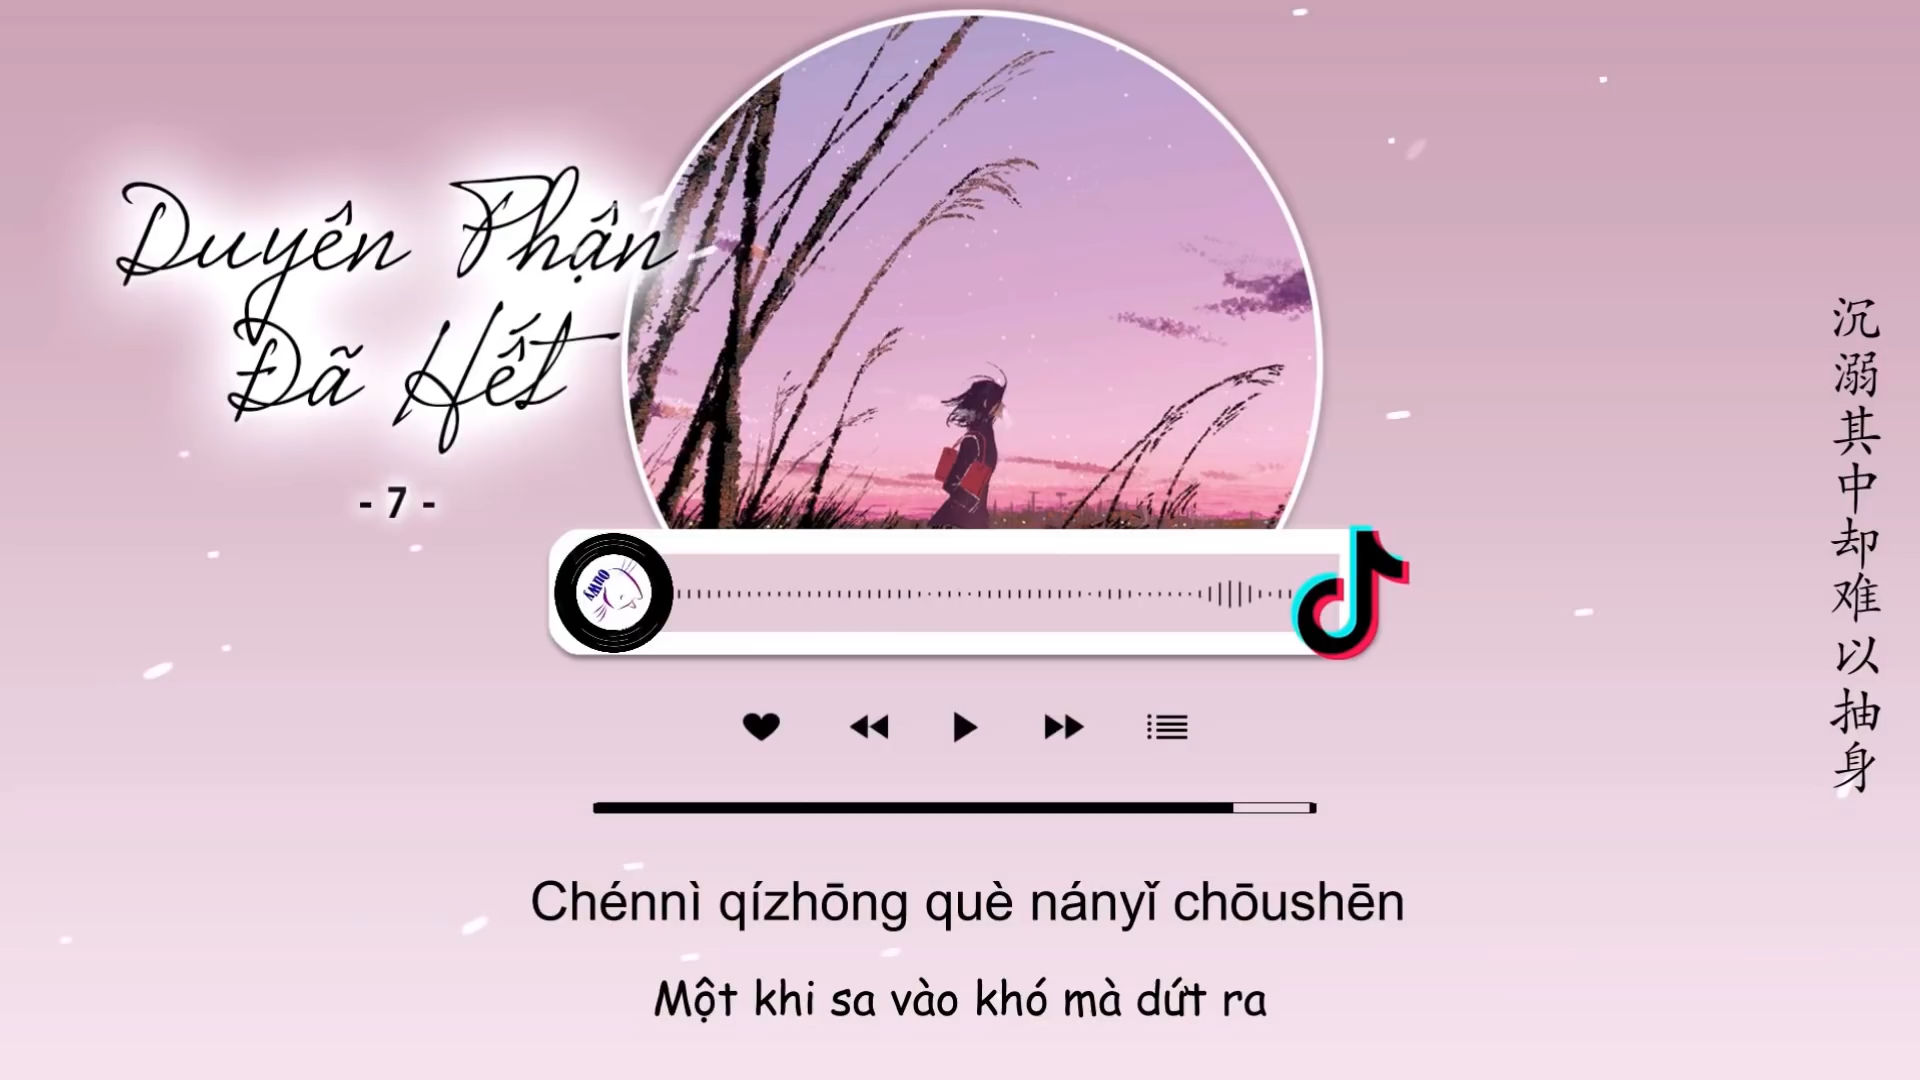 Duyên Phận
Đã Hết
- 7 -
沉溺其中却难以抽身
Chénnì qízhōng què nányǐ chōushēn
Một khi sa vào khó mà dứt ra